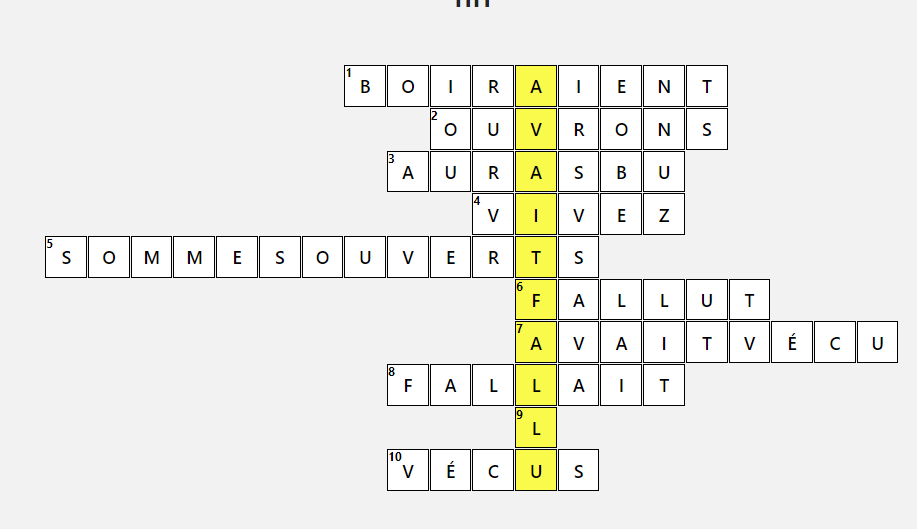 1 BOIRAIENT
2 OUVRONS
3 AURASBU
4 VIVEZ
5 SOMMESOUVERTS
6 FALLUT
7 AVAITVÉCU
8 FALLAIT
9 L
10 VÉCUS